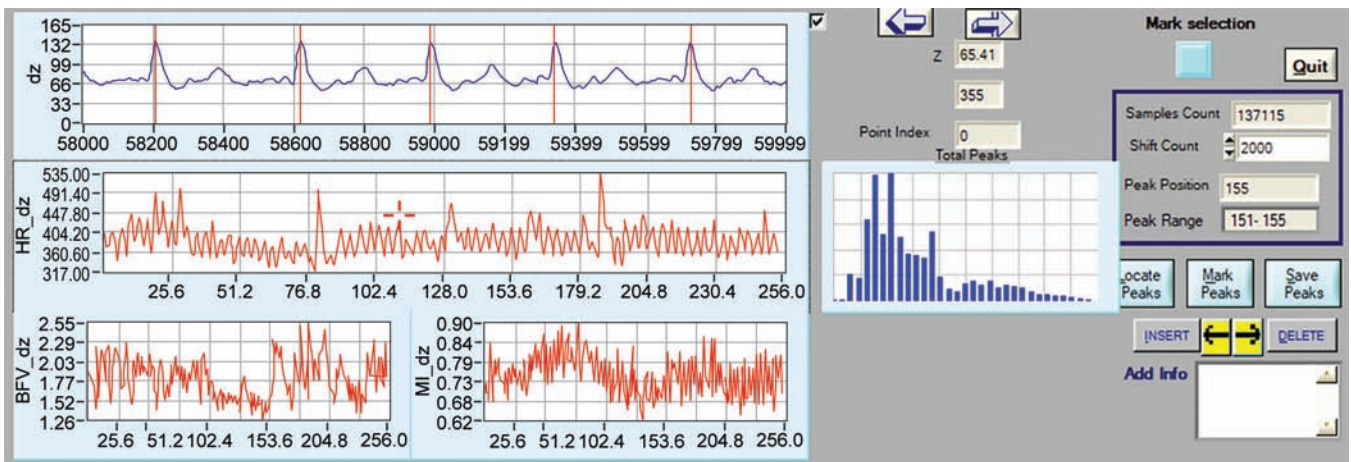 165
132
99
66
33
0
dz
58000 58200 58400 58600 58800 59000 59199 59399 59599 59799 59999
535.00
491.40
447.80
404.20
360.60
317.00
HR_dz
25.6 51.2 76.8 102.4 128.0 153.6 179.2 204.8 230.4 256.0
2.55
2.29
2.03
1.77
1.52
1.26
BFV_dz
25.6 51.2 102.4 153.6 204.8 256.0
0.90
0.84
0.79
0.73
0.68
0.62
MI_dz
25.6 51.2 102.4 153.6 204.8 256.0
Z 65.41
355
Point Index 0
Total Peaks
Mark selection
Quit
Samples Count 137115
Shift Count 2000
Peak Position 155
Peak Range 151- 155
Locate Peaks
Mark Peaks
Save Peaks
INSERT
DELETE
Add Info